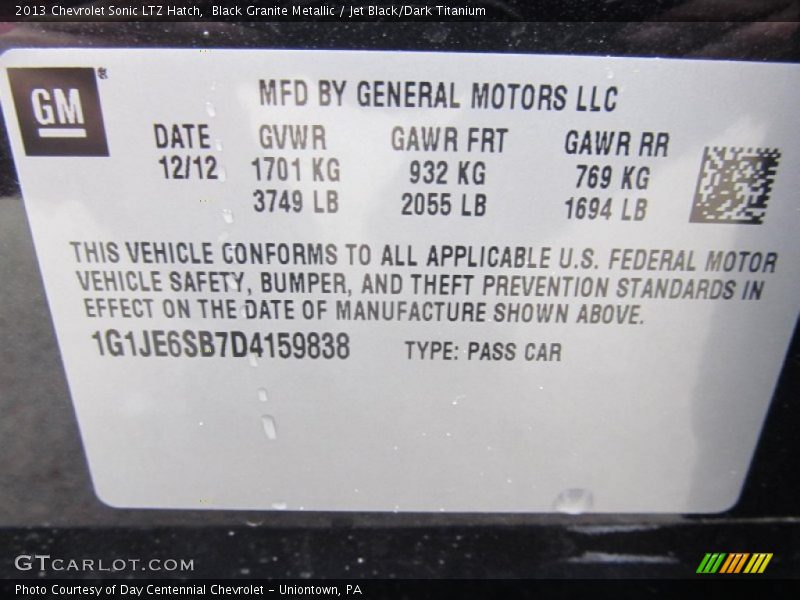 2013 Chevrolet Sonic LTZ Hatch, Black Granite Metallic / Jet Black/Dark Titanium
GM
MFD BY GENERAL MOTORS LLC
DATE GVWR GAWR FRT GAWR RR
12/12 1701 KG 932 KG 769 KG
3749 LB 2055 LB 1694 LB
THIS VEHICLE CONFORMS TO ALL APPLICABLE U.S. FEDERAL MOTOR
VEHICLE SAFETY, BUMPER, AND THEFT PREVENTION STANDARDS IN
EFFECT ON THE DATE OF MANUFACTURE SHOWN ABOVE.
1G1JE6SB7D4159838 TYPE: PASS CAR
GTCARLOT.COM
Photo Courtesy of Day Centennial Chevrolet - Uniontown, PA